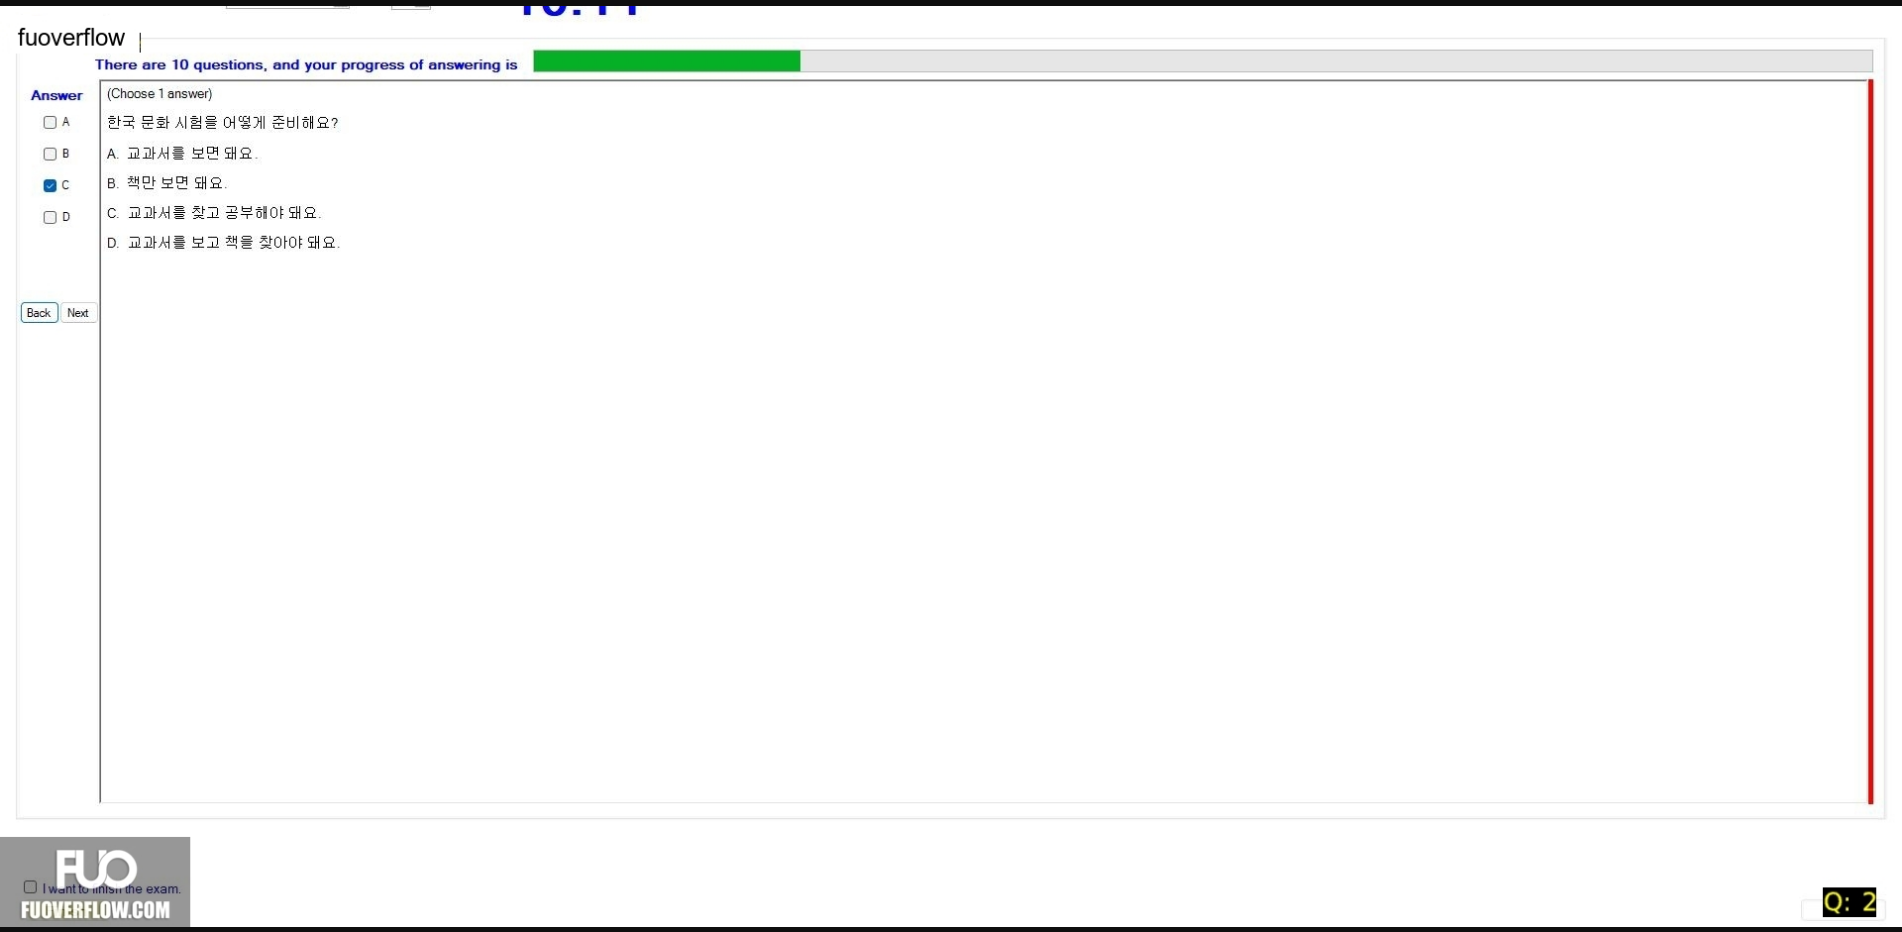 fuoverflow
There are 10 questions, and your progress of answering is
Answer
(Choose 1 answer)
A
한국 문화 시험을 어떻게 준비해요?
B
A. 교과서를 보면 돼요.
C
B. 책만 보면 돼요.
D
C. 교과서를 찾고 공부해야 돼요.
D. 교과서를 보고 책을 찾아야 돼요.
Back Next
FUO
I want to finish the exam.
FUOVERFLOW.COM
Q: 2